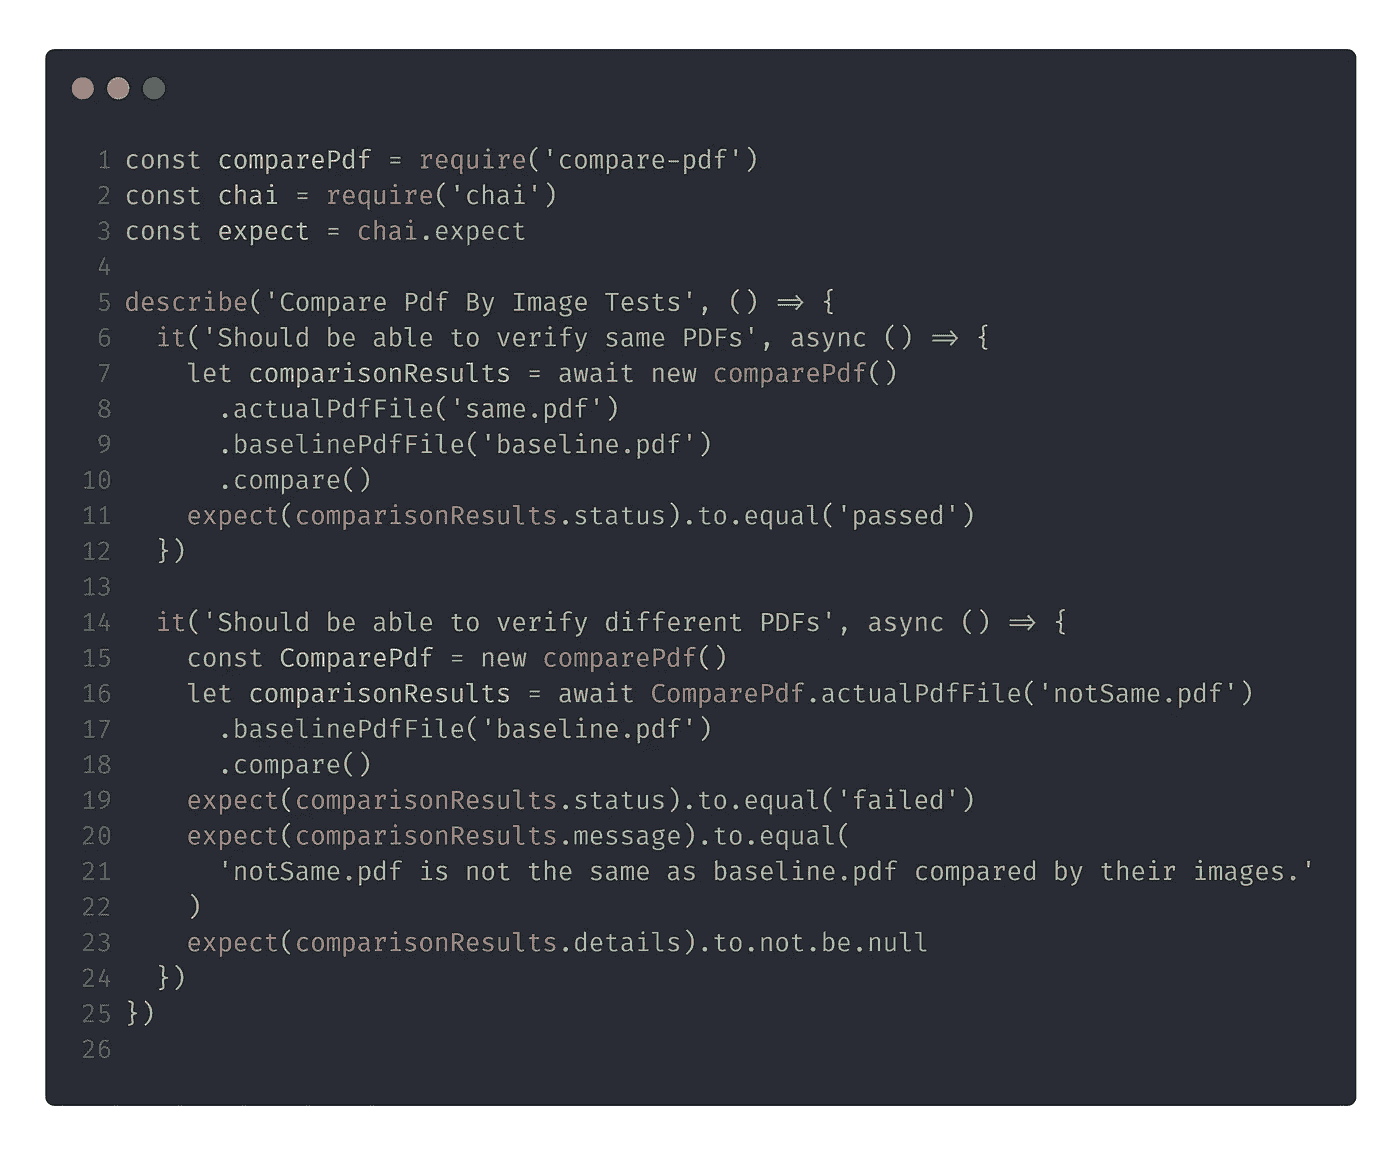 1 const comparePdf = require('compare-pdf')
2 const chai = require('chai')
3 const expect = chai.expect
4
5 describe('Compare Pdf By Image Tests', () => {
6   it('Should be able to verify same PDFs', async () => {
7     let comparisonResults = await new comparePdf()
8       .actualPdfFile('same.pdf')
9       .baselinePdfFile('baseline.pdf')
10       .compare()
11     expect(comparisonResults.status).to.equal('passed')
12   })
13
14   it('Should be able to verify different PDFs', async () => {
15     const ComparePdf = new comparePdf()
16     let comparisonResults = await ComparePdf.actualPdfFile('notSame.pdf')
17       .baselinePdfFile('baseline.pdf')
18       .compare()
19     expect(comparisonResults.status).to.equal('failed')
20     expect(comparisonResults.message).to.equal(
21       'notSame.pdf is not the same as baseline.pdf compared by their images.'
22     )
23     expect(comparisonResults.details).to.not.be.null
24   })
25 })
26